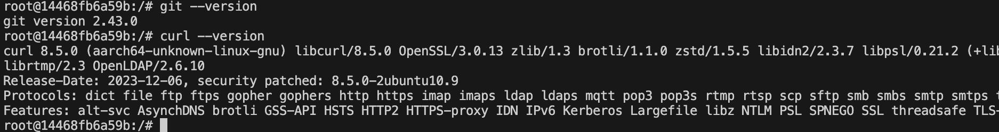 root@14468fb6a59b:/# git --version
git version 2.43.0
root@14468fb6a59b:/# curl --version
curl 8.5.0 (aarch64-unknown-linux-gnu) libcurl/8.5.0 OpenSSL/3.0.13 zlib/1.3 brotli/1.1.0 zstd/1.5.5 libidn2/2.3.7 libpsl/0.21.2 (+lib
librtmp/2.3 OpenLDAP/2.6.10
Release-Date: 2023-12-06, security patched: 8.5.0-2ubuntu10.9
Protocols: dict file ftp ftps gopher gophers http https imap imaps ldap ldaps mqtt pop3 pop3s rtmp rtsp scp sftp smb smbs smtp smtps
Features: alt-svc AsynchDNS brotli GSS-API HSTS HTTP2 HTTPS-proxy IDN IPv6 Kerberos Largefile libz NTLM PSL SPNEGO SSL threadsafe TLS-
root@14468fb6a59b:/#